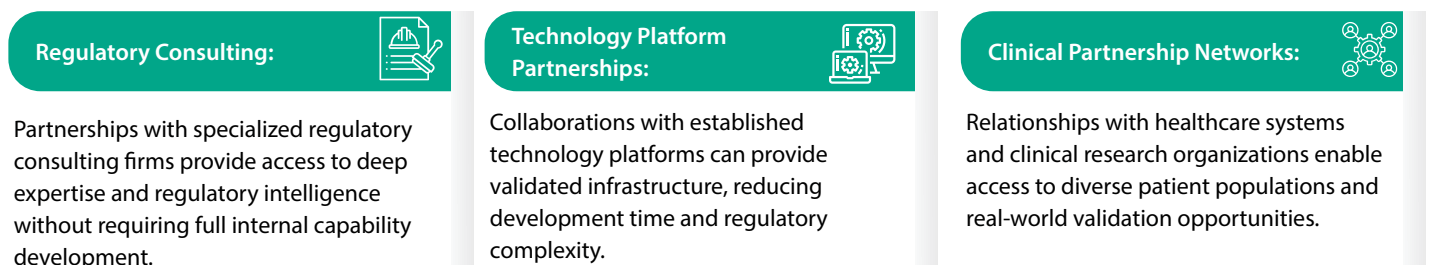 Regulatory Consulting:
Partnerships with specialized regulatory
consulting firms provide access to deep
expertise and regulatory intelligence
without requiring full internal capability
development.
Technology Platform
Partnerships:
Collaborations with established
technology platforms can provide
validated infrastructure, reducing
development time and regulatory
complexity.
Clinical Partnership Networks:
Relationships with healthcare systems
and clinical research organizations enable
access to diverse patient populations and
real-world validation opportunities.